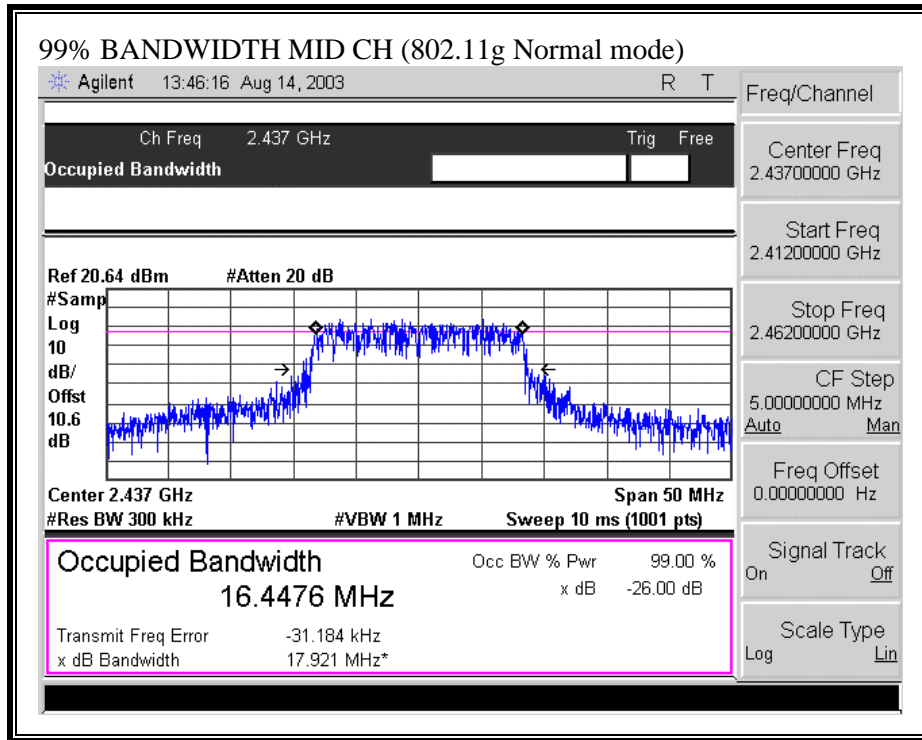 99% BANDWIDTH MID CH (802.11g Normal mode)
Agilent 13:46:16 Aug 14, 2003 R T
Freq/Channel
Ch Freq 2.437 GHz Trig Free
Occupied Bandwidth
Center Freq
2.43700000 GHz
Start Freq
2.41200000 GHz
Stop Freq
2.46200000 GHz
CF Step
5.00000000 MHz
Auto Man
Freq Offset
0.00000000 Hz
Signal Track
On Off
Scale Type
Log Lin
Ref 20.64 dBm #Atten 20 dB
#Samp
Log
10
dB/
Offst
10.6
dB
Center 2.437 GHz Span 50 MHz
#Res BW 300 kHz #VBW 1 MHz Sweep 10 ms (1001 pts)
Occupied Bandwidth Occ BW % Pwr 99.00 %
16.4476 MHz x dB -26.00 dB
Transmit Freq Error -31.184 kHz
x dB Bandwidth 17.921 MHz*